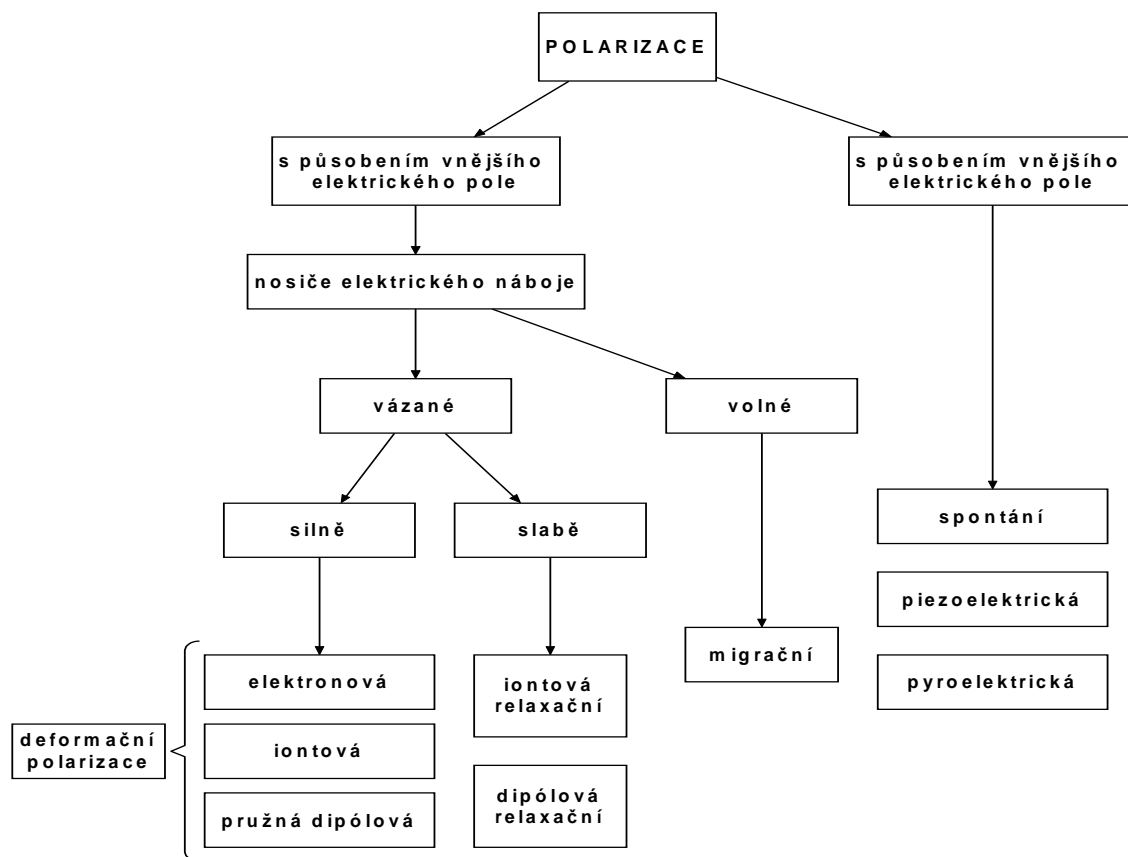 POLARIZACE
s působením vnějšího
elektrického pole
s působením vnějšího
elektrického pole
nosiče elektrického náboje
vázané
volné
silně
slabě
spontání
piezoelektrická
pyroelektrická
migrační
elektronová
iontová
pružná dipólová
iontová
relaxační
dipólová
relaxační
deformační
polarizace